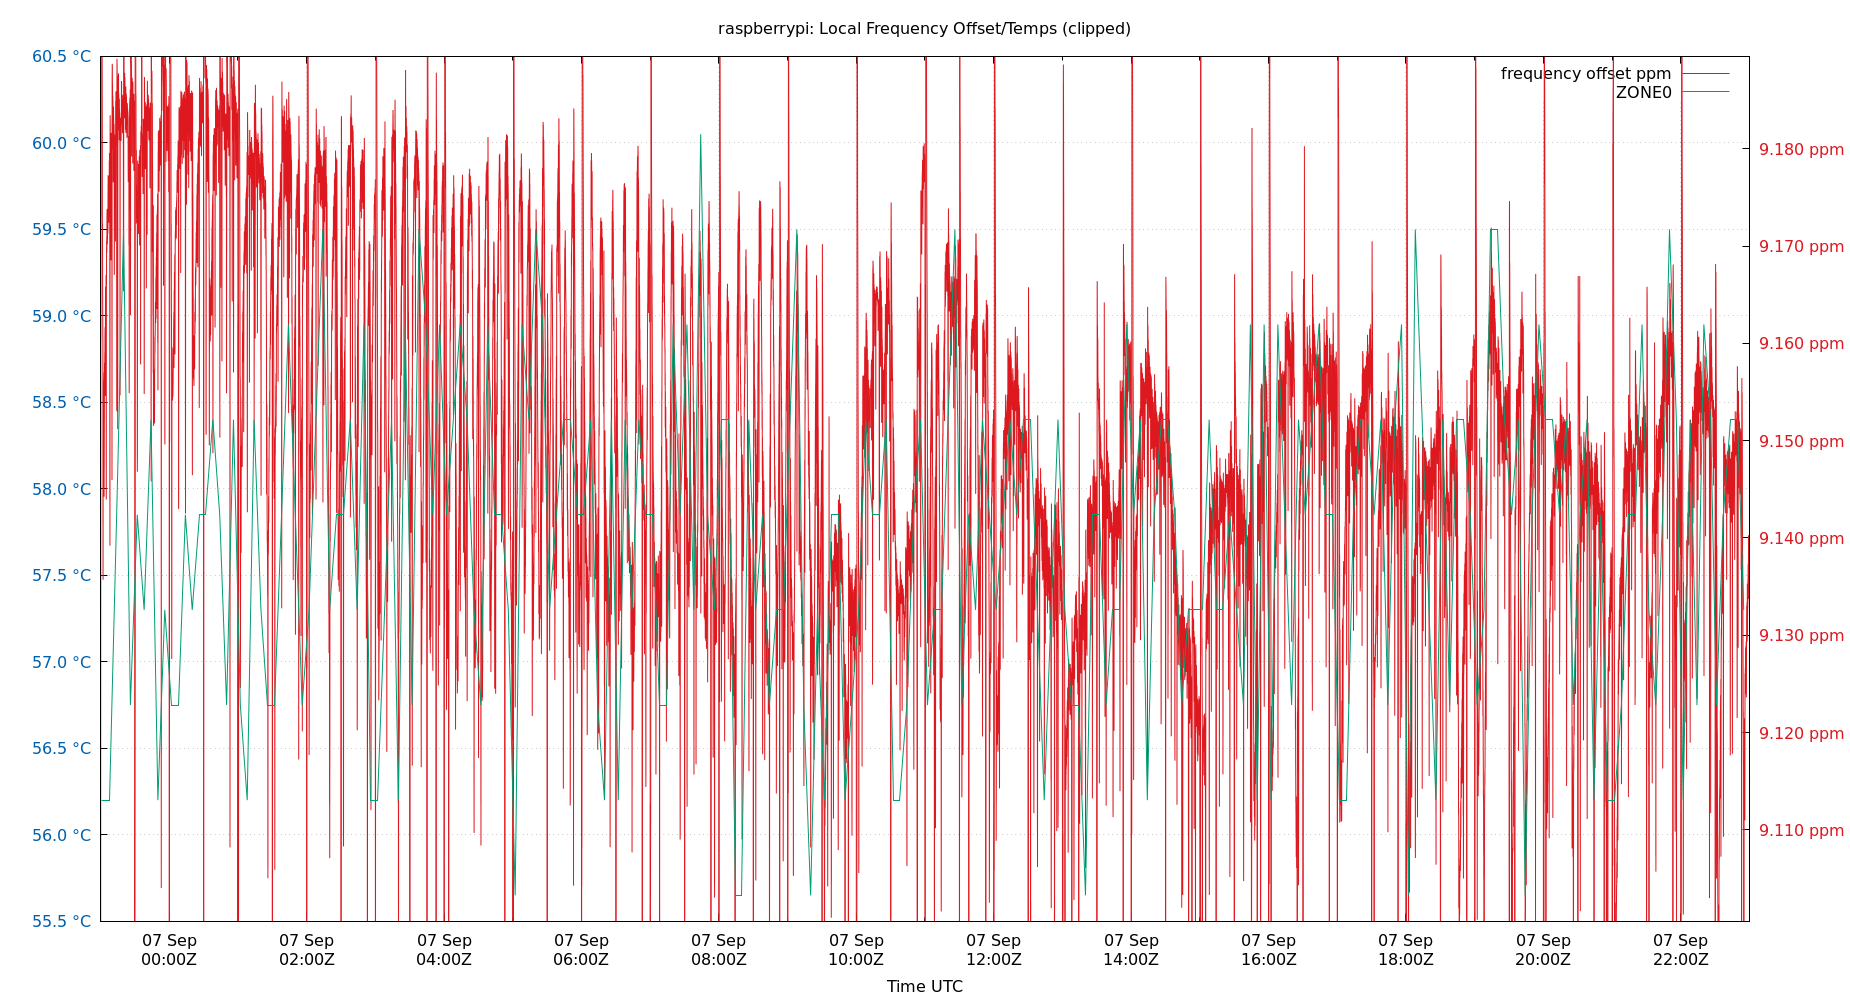 raspberrypi: Local Frequency Offset/Temps (clipped)
60.5 °C
60.0 °C
59.5 °C
59.0 °C
58.5 °C
58.0 °C
57.5 °C
57.0 °C
56.5 °C
56.0 °C
55.5 °C
frequency offset ppm
ZONE0
9.180 ppm
9.170 ppm
9.160 ppm
9.150 ppm
9.140 ppm
9.130 ppm
9.120 ppm
9.110 ppm
07 Sep 07 Sep 07 Sep 07 Sep 07 Sep 07 Sep 07 Sep 07 Sep 07 Sep 07 Sep 07 Sep 07 Sep
00:00Z 02:00Z 04:00Z 06:00Z 08:00Z 10:00Z 12:00Z 14:00Z 16:00Z 18:00Z 20:00Z 22:00Z
Time UTC